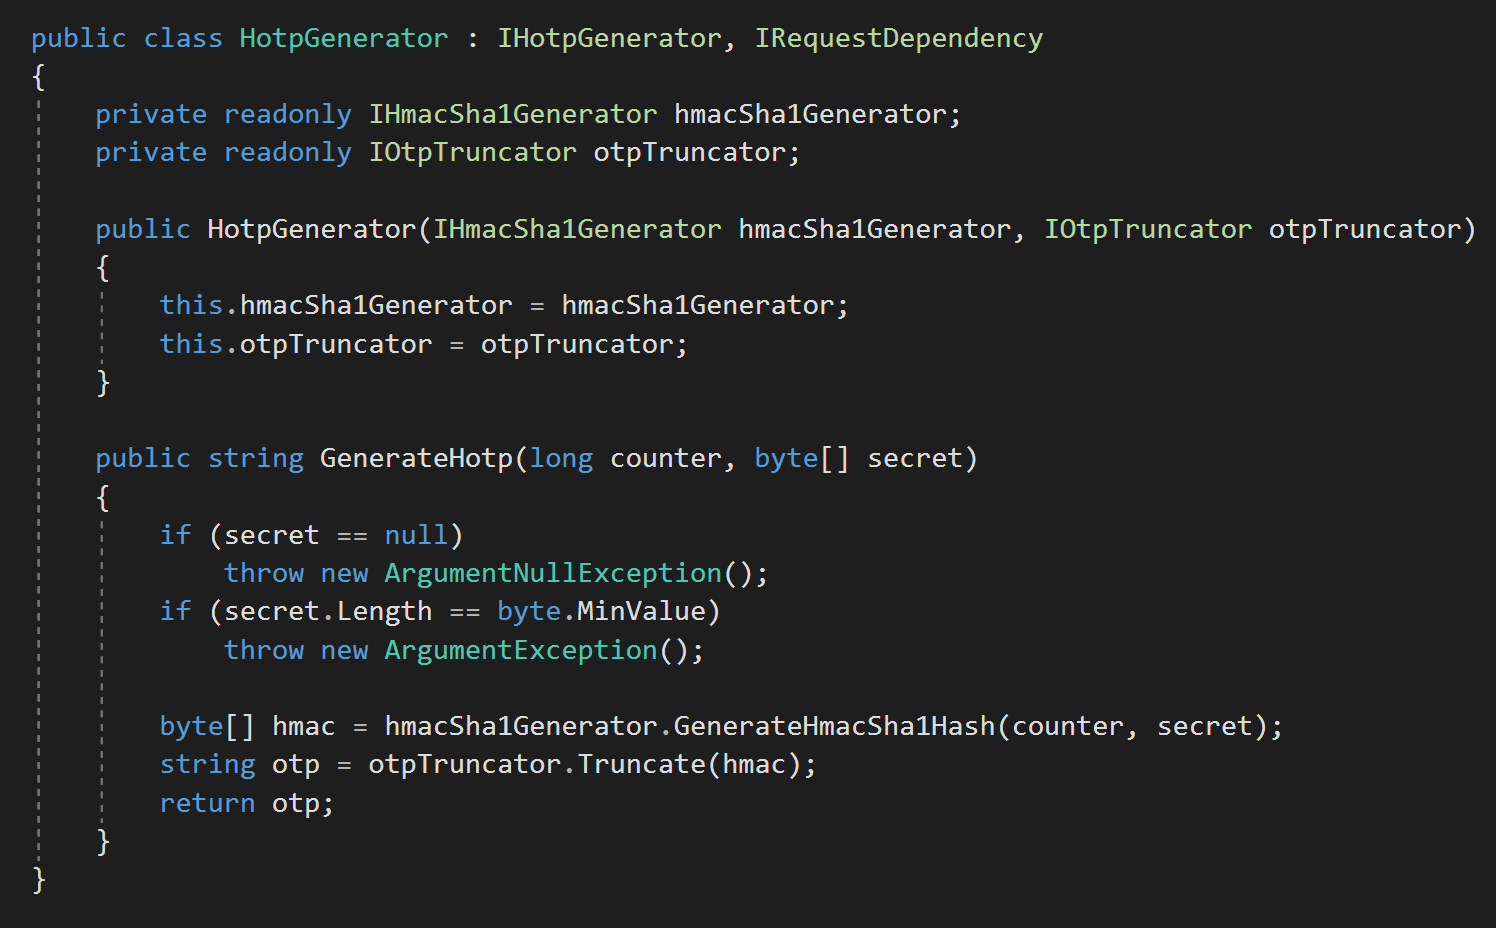 public class HotpGenerator : IHotpGenerator, IRequestDependency
{
    private readonly IHmacSha1Generator hmacSha1Generator;
    private readonly IOtpTruncator otpTruncator;

    public HotpGenerator(IHmacSha1Generator hmacSha1Generator, IOtpTruncator otpTruncator)
    {
        this.hmacSha1Generator = hmacSha1Generator;
        this.otpTruncator = otpTruncator;
    }

    public string GenerateHotp(long counter, byte[] secret)
    {
        if (secret == null)
            throw new ArgumentNullException();
        if (secret.Length == byte.MinValue)
            throw new ArgumentException();

        byte[] hmac = hmacSha1Generator.GenerateHmacSha1Hash(counter, secret);
        string otp = otpTruncator.Truncate(hmac);
        return otp;
    }
}